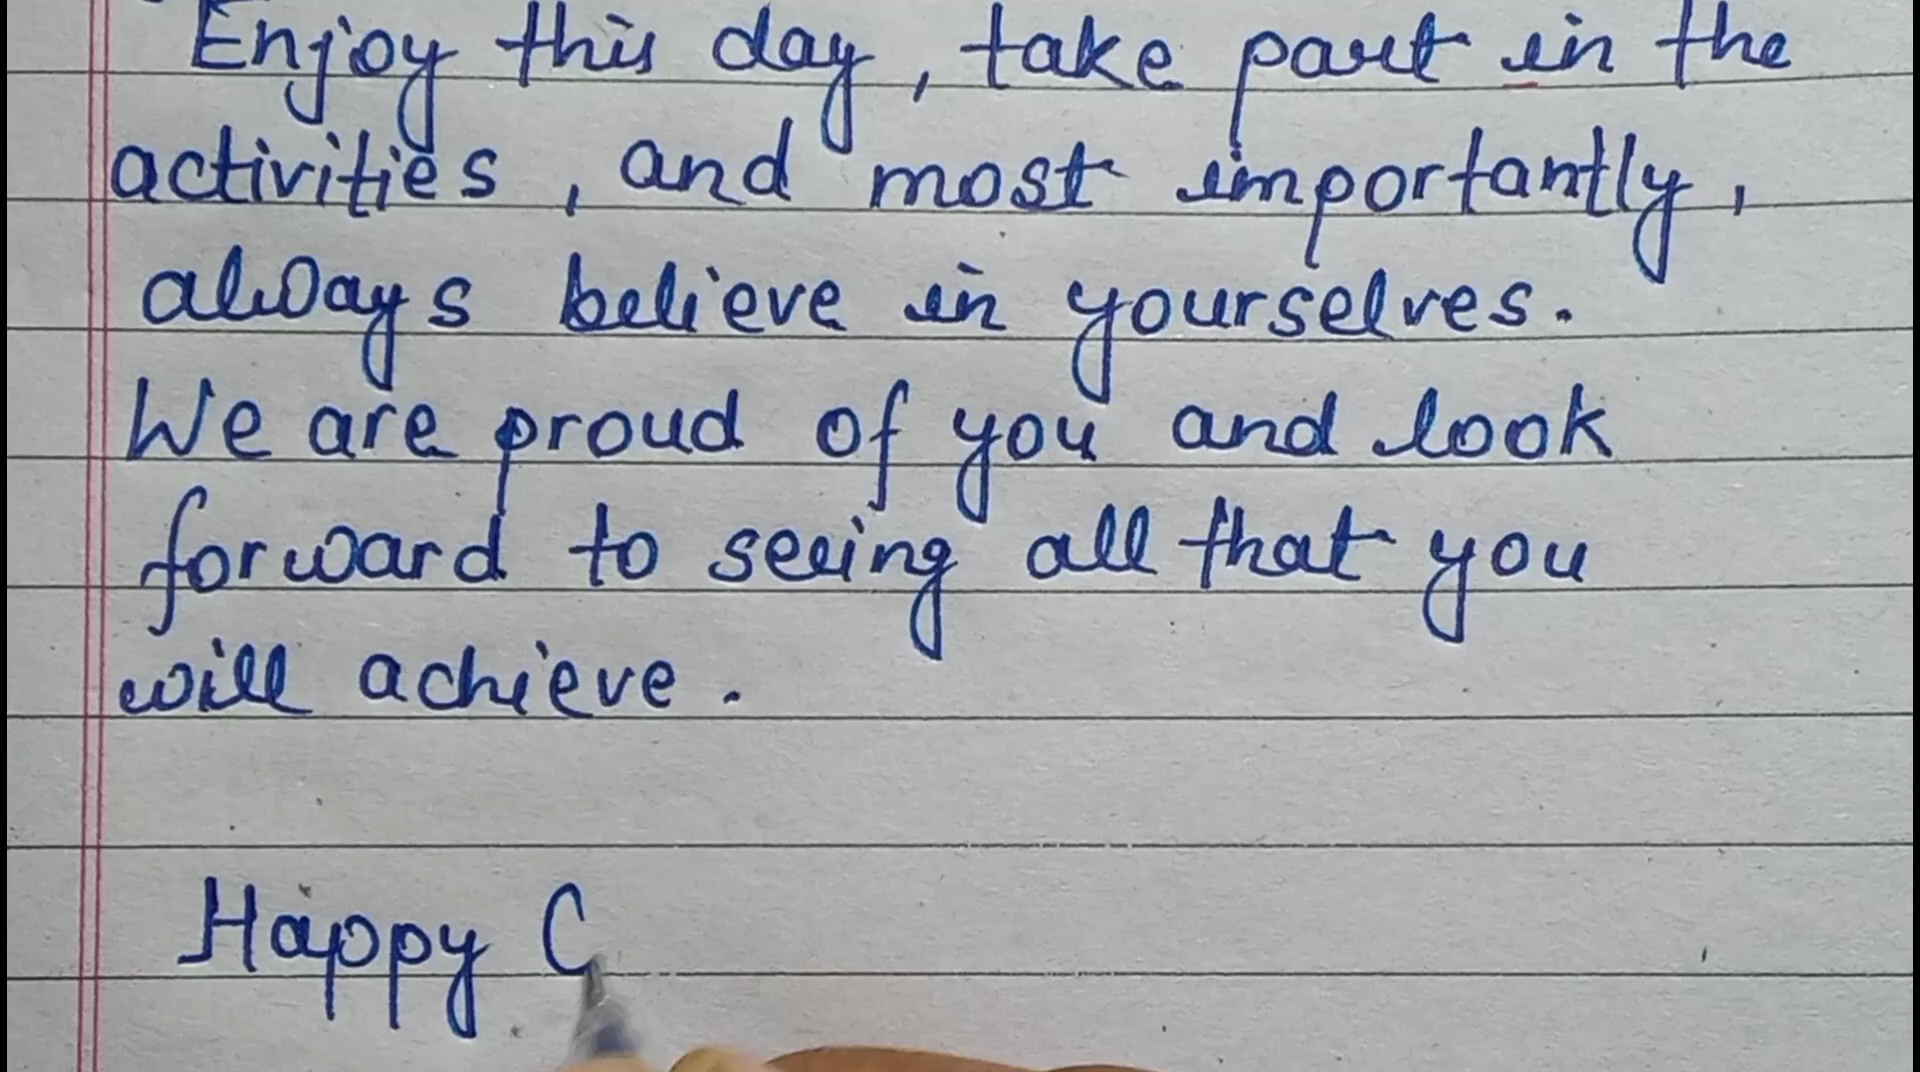 Enjoy this day, take part in the
activities, and most importantly,
always believe in yourselves.
We are proud of you and look
forward to seeing all that you
will achieve.
Happy C